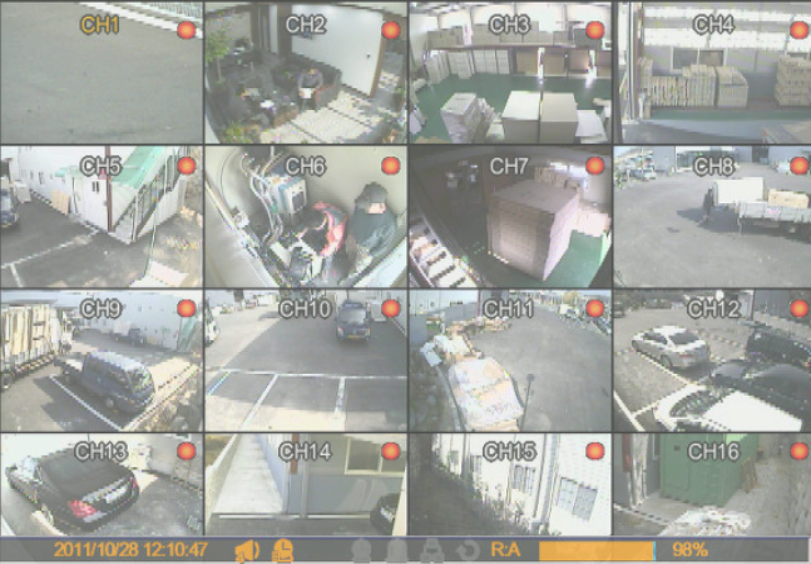 CH1 CH2 CH3 CH4
CH5 CH6 CH7 CH8
CH9 CH10 CH11 CH12
CH13 CH14 CH15 CH16
2011/10/28 12:10:47 R:A 98%